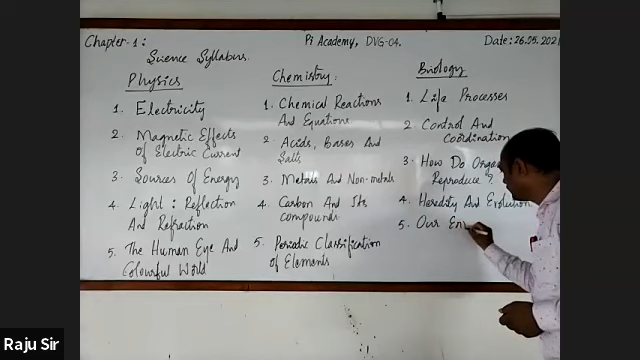 Chapter-1:
Pi Academy, DVG-04.
Date: 26.05.202
Science Syllabus.
Physics
1. Electricity
2. Magnetic Effects
Of Electric Current
3. Sources Of Energy
4. Light: Reflection
And Refraction
5. The Human Eye And
Colourful World
Chemistry:
1. Chemical Reactions
And Equations.
2. Acids, Bases And
Salts
3. Metals And Non-metals
4. Carbon And Its
compounds.
5. Periodic Classification
of Elements
Biology
1. Life Processes
2. Control And
Coordination
3. How Do Orga
Reproduce?
4. Heredity And Evolution
5. Our En
Raju Sir